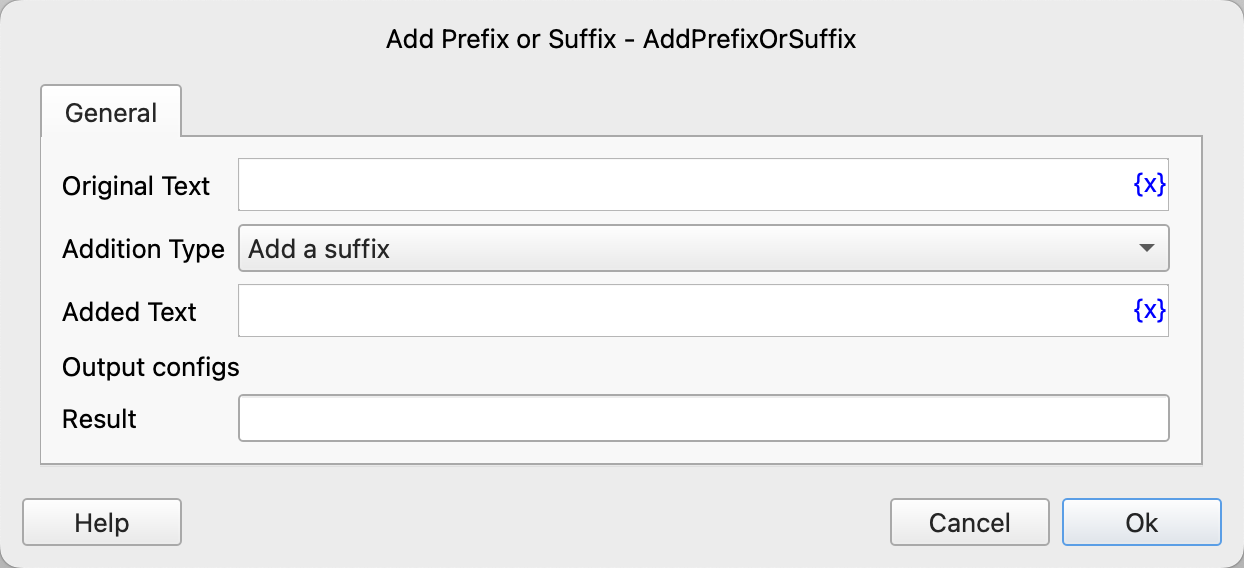 Add Prefix or Suffix - AddPrefixOrSuffix
General
Original Text {x}
Addition Type Add a suffix
Added Text {x}
Output configs
Result
Help Cancel Ok